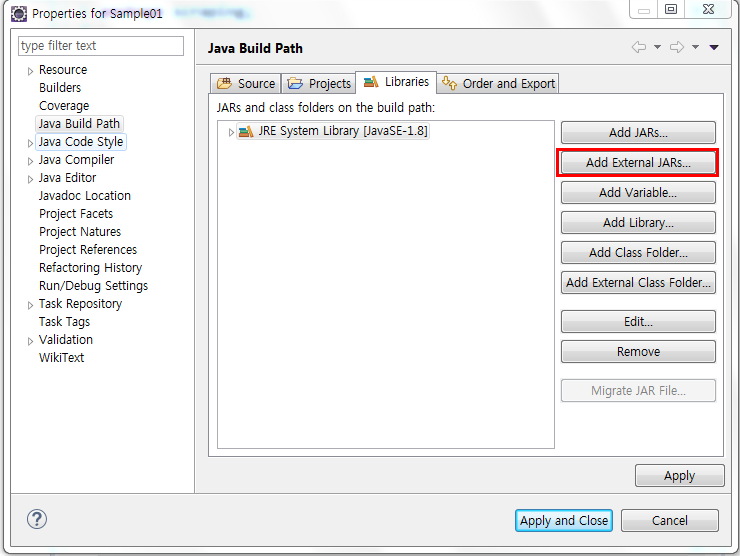 Properties for Sample01
type filter text
Java Build Path
Resource
Builders
Coverage
Java Build Path
Java Code Style
Java Compiler
Java Editor
Javadoc Location
Project Facets
Project Natures
Project References
Refactoring History
Run/Debug Settings
Task Repository
Task Tags
Validation
WikiText
Source Projects Libraries Order and Export
JARs and class folders on the build path:
JRE System Library [JavaSE-1.8]
Add JARs...
Add External JARs...
Add Variable...
Add Library...
Add Class Folder...
Add External Class Folder...
Edit...
Remove
Migrate JAR File...
Apply
Apply and Close Cancel